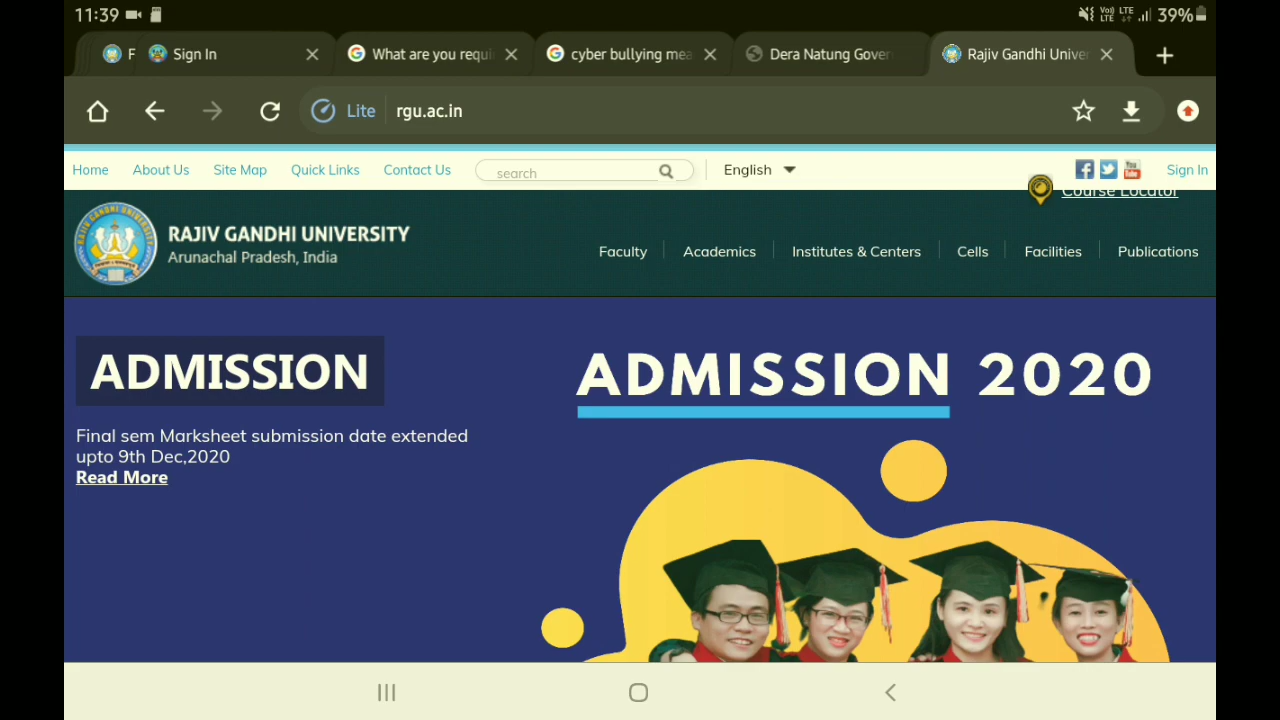 11:39 Vo) LTE LTE 39%
F Sign In What are you requi cyber bullying mea Dera Natung Gover Rajiv Gandhi Univer
Lite rgu.ac.in
Home About Us Site Map Quick Links Contact Us search English Sign In
Course Locator
RAJIV GANDHI UNIVERSITY
Arunachal Pradesh, India
Faculty Academics Institutes & Centers Cells Facilities Publications
ADMISSION
ADMISSION 2020
Final sem Marksheet submission date extended
upto 9th Dec,2020
Read More